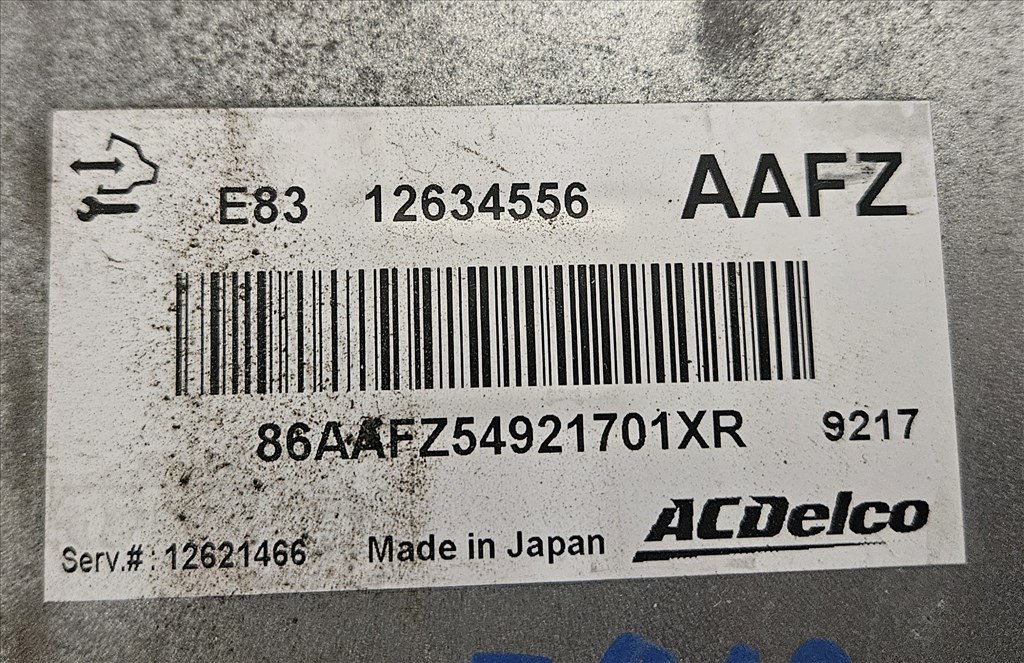 E83 12634556 AAFZ
86AAFZ54921701XR 9217
ACDelco
Serv.#: 12621466 Made in Japan